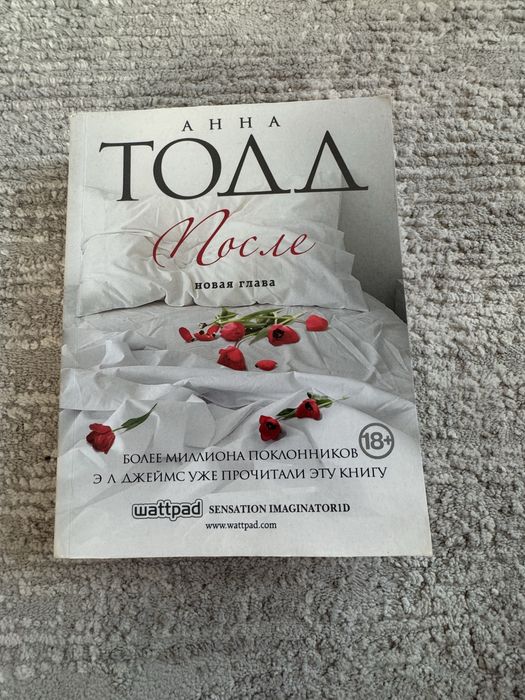 АННА
ТОДД
После
новая глава
18+
БОЛЕЕ МИЛЛИОНА ПОКЛОННИКОВ
Э Л ДЖЕЙМС УЖЕ ПРОЧИТАЛИ ЭТУ КНИГУ
wattpad SENSATION IMAGINATOR1D
www.wattpad.com